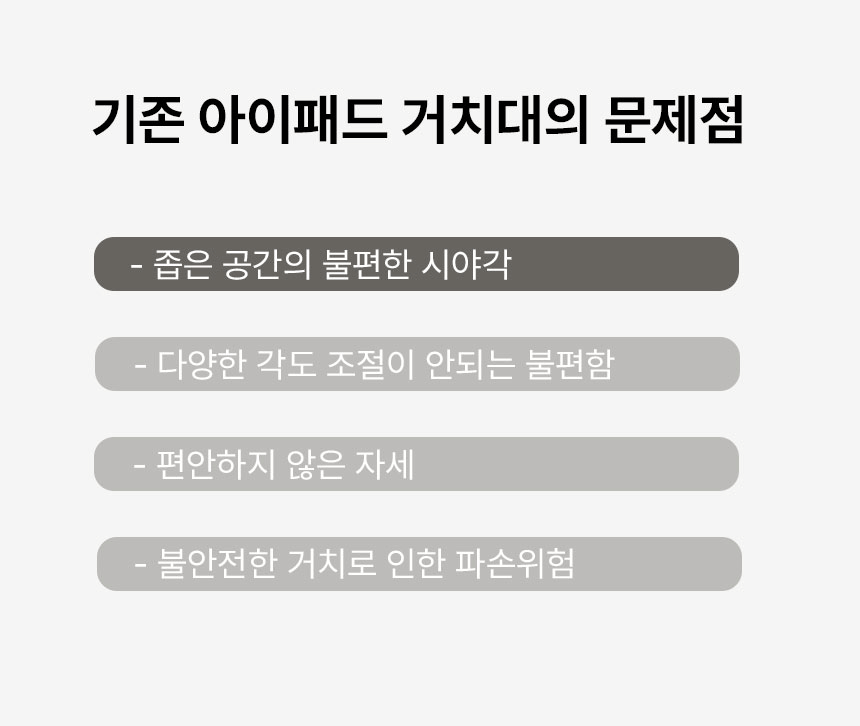 기존 아이패드 거치대의 문제점
- 좁은 공간의 불편한 시야각
- 다양한 각도 조절이 안되는 불편함
- 편안하지 않은 자세
- 불안전한 거치로 인한 파손위험